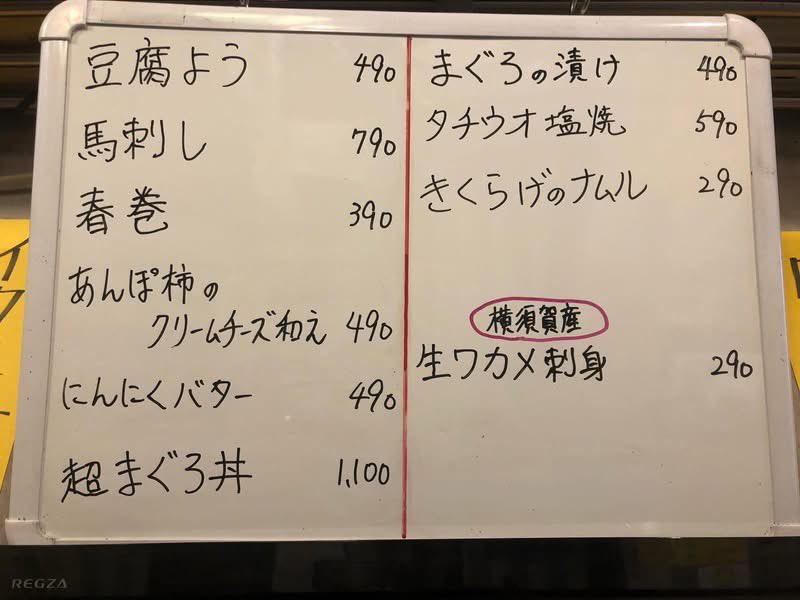 豆腐よう 490
馬刺し 790
春巻 390
あんぽ柿の
クリームチーズ和え 490
にんにくバター 490
超まぐろ丼 1,100
まぐろの漬け 490
タチウオ塩焼 590
きくらげのナムル 290
横須賀産
生ワカメ刺身 290
REGZA